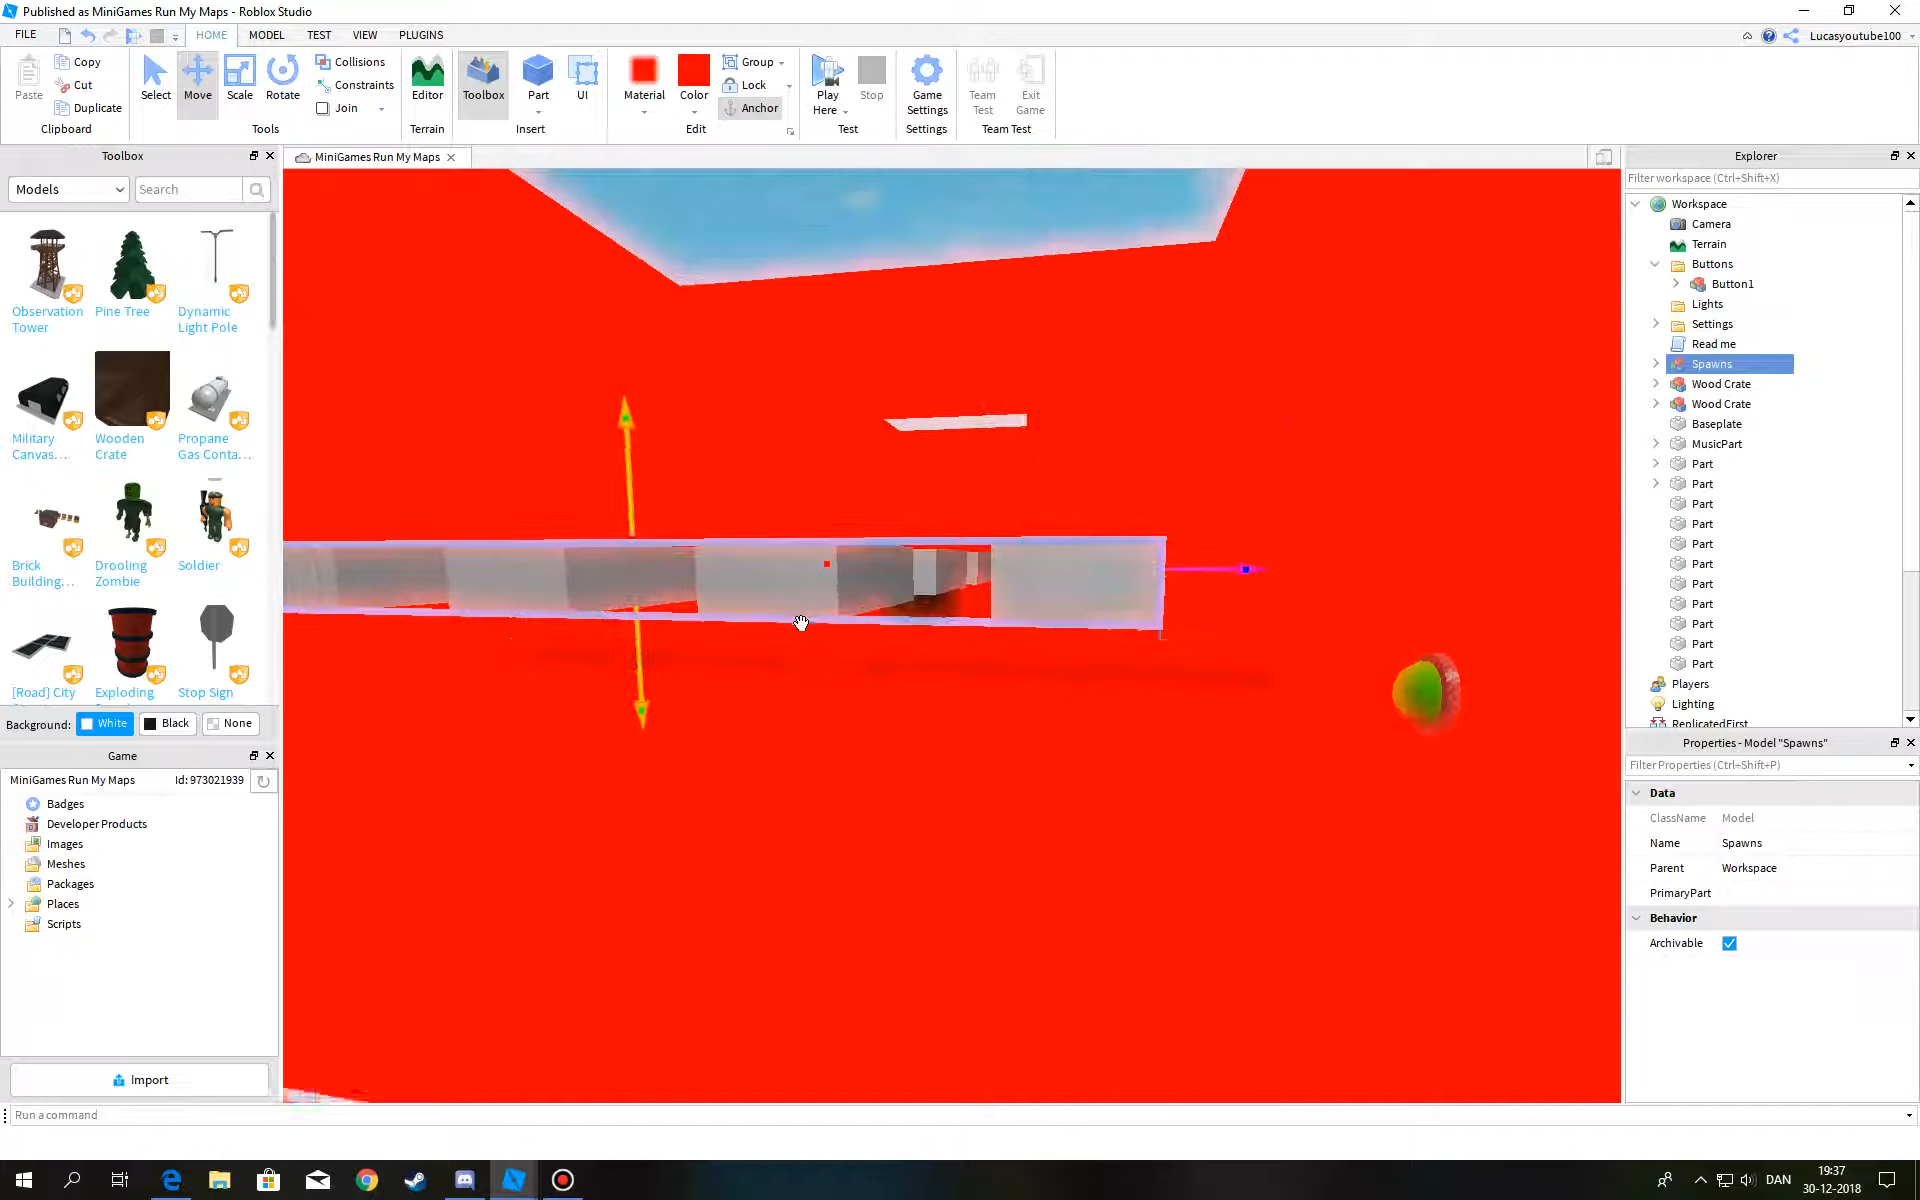 Published as MiniGames Run My Maps - Roblox Studio
FILE
HOME
MODEL
TEST
VIEW
PLUGINS
Lucasyoutube100
Paste
Copy
Cut
Duplicate
Clipboard
Select
Move
Scale
Rotate
Collisions
Constraints
Join
Tools
Editor
Terrain
Toolbox
Part
UI
Insert
Material
Color
Group
Lock
Anchor
Edit
Play
Here
Stop
Test
Game
Settings
Settings
Team
Test
Exit
Game
Team Test
Toolbox
Models
Search
Observation
Tower
Pine Tree
Dynamic
Light Pole
Military
Canvas...
Wooden
Crate
Propane
Gas Conta...
Brick
Building...
Drooling
Zombie
Soldier
[Road] City
Exploding
Stop Sign
Background:
White
Black
None
Game
MiniGames Run My Maps
Id: 973021939
Badges
Developer Products
Images
Meshes
Packages
Places
Scripts
Import
MiniGames Run My Maps
Explorer
Filter workspace (Ctrl+Shift+X)
Workspace
Camera
Terrain
Buttons
Button1
Lights
Settings
Read me
Spawns
Wood Crate
Wood Crate
Baseplate
MusicPart
Part
Part
Part
Part
Part
Part
Part
Part
Part
Part
Part
Players
Lighting
ReplicatedFirst
Properties - Model "Spawns"
Filter Properties (Ctrl+Shift+P)
Data
ClassName Model
Name Spawns
Parent Workspace
PrimaryPart
Behavior
Archivable
Run a command
DAN
19:37
30-12-2018